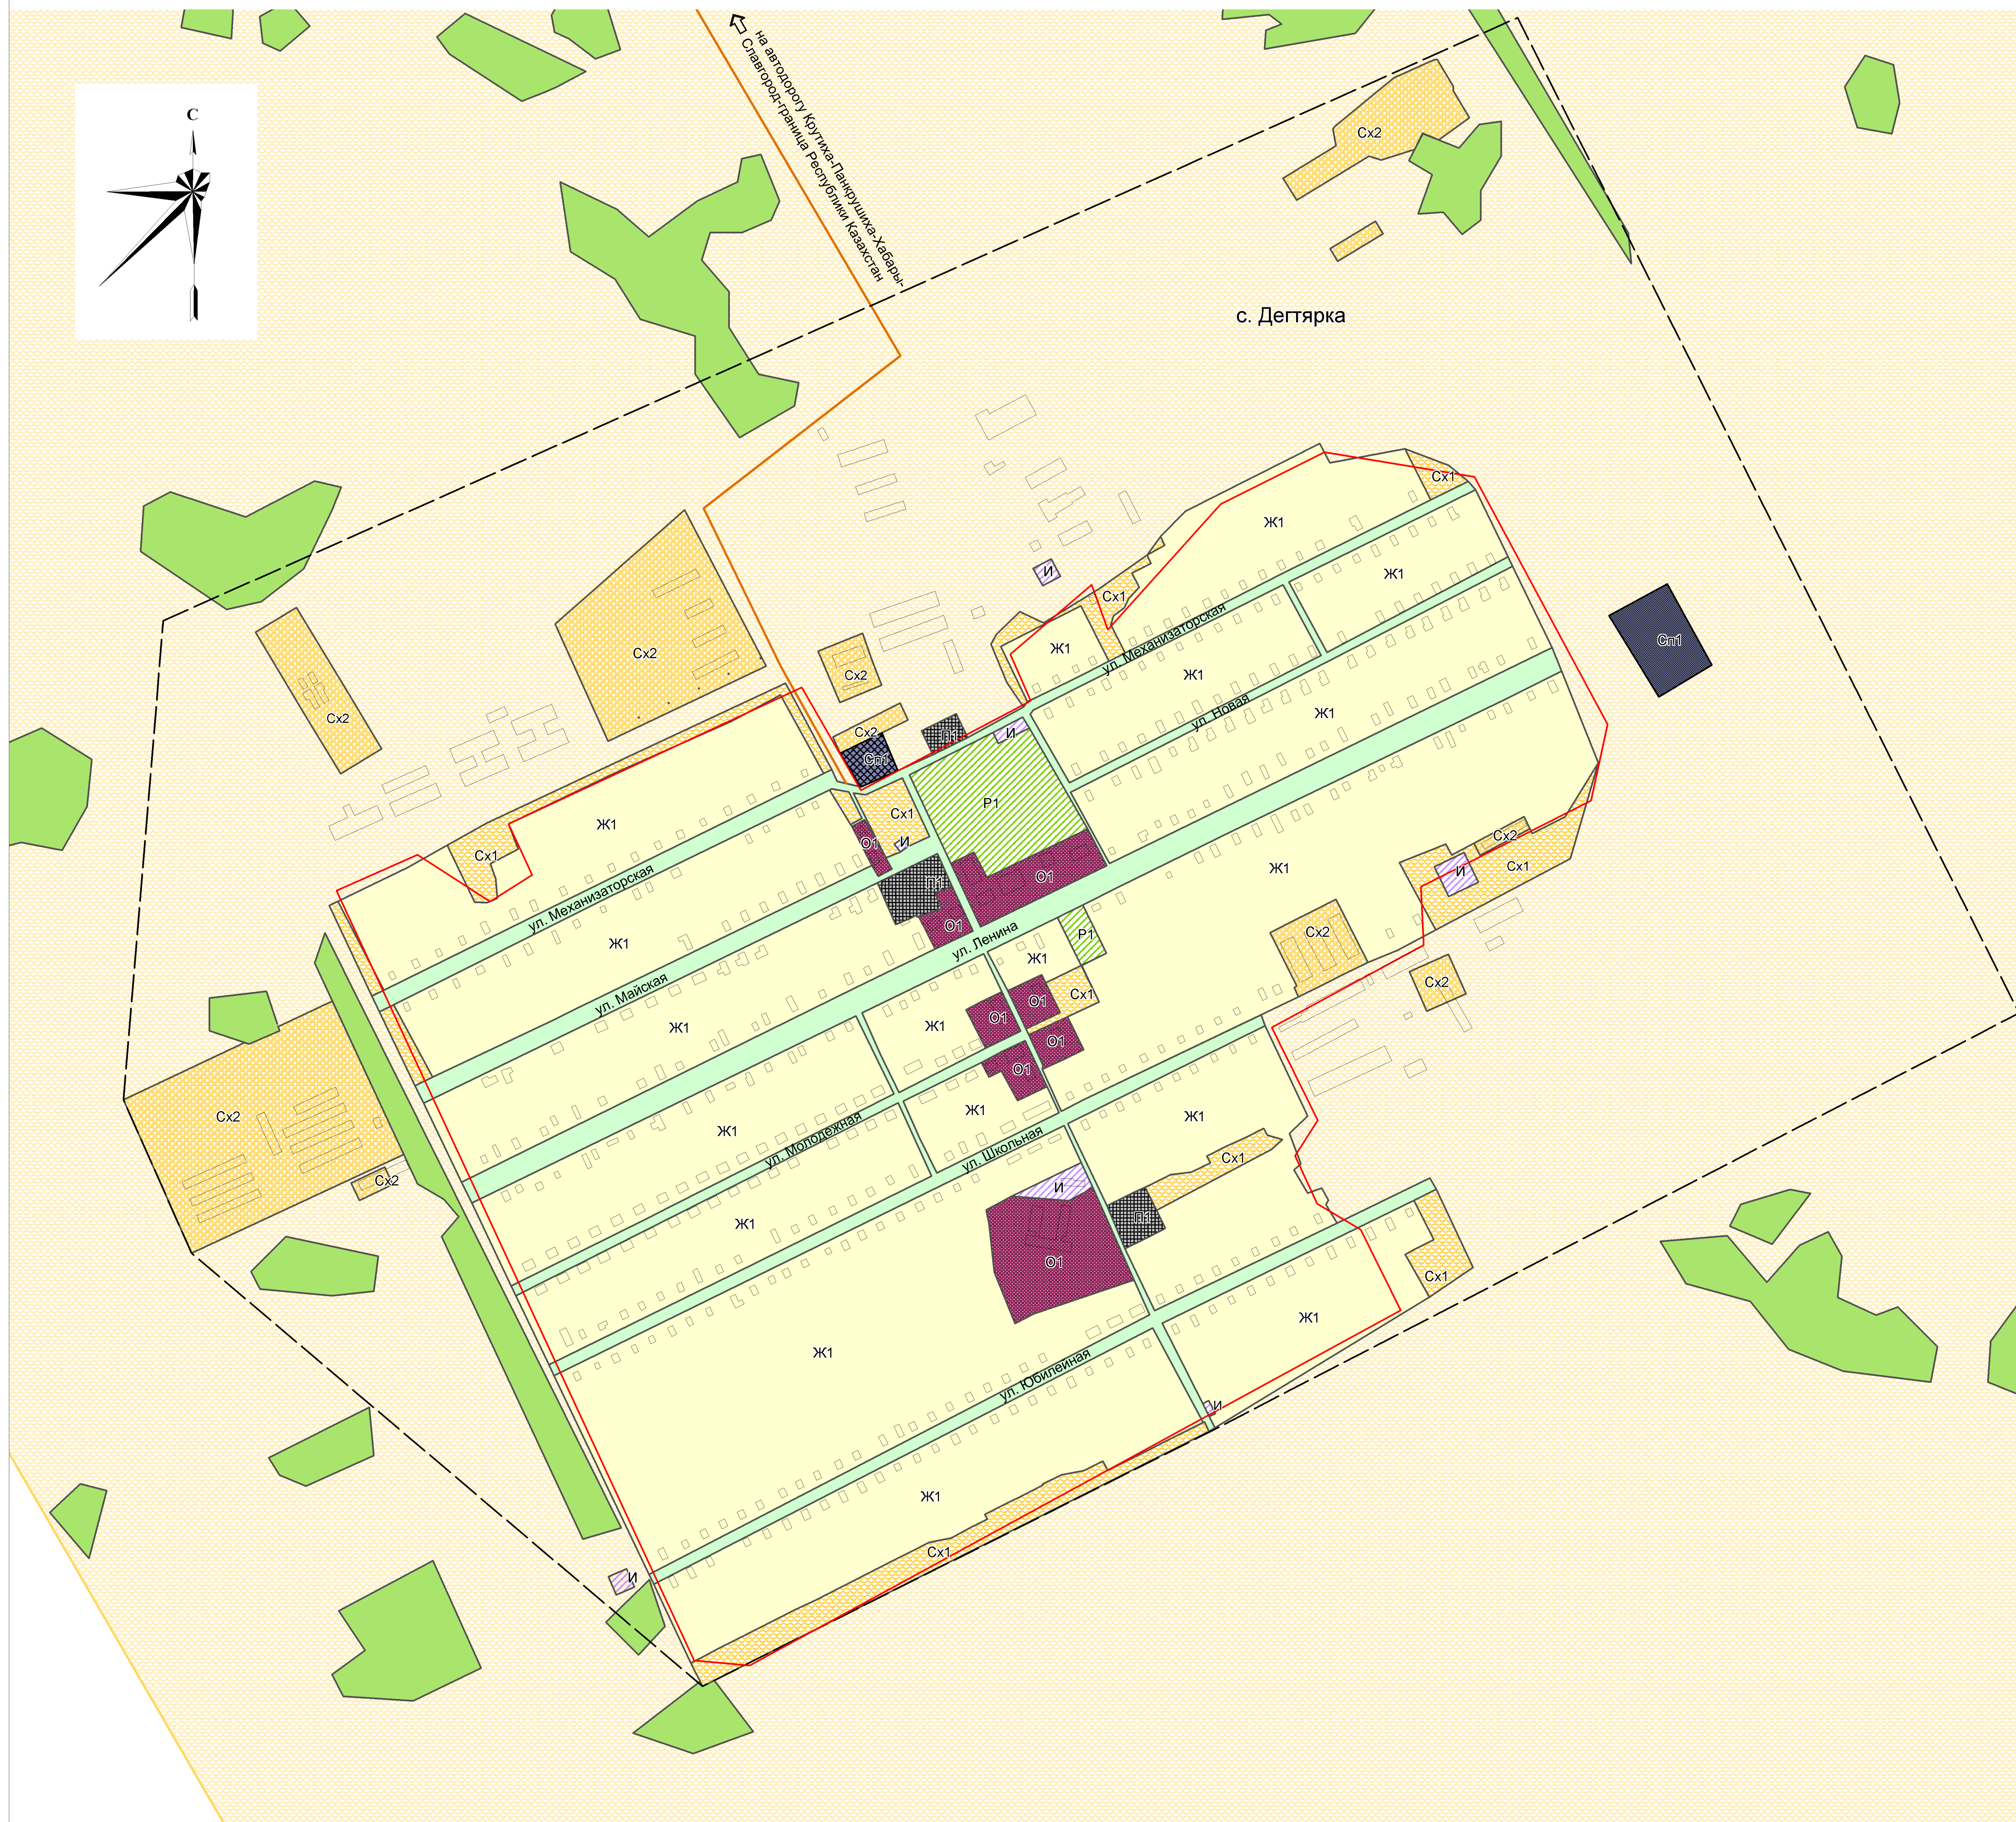 С
на автодорогу Крутиха-Панкрушиха-Хабары-
Славгород-граница Республики Казахстан
Сх2
с. Дегтярка
Сх1
Ж1
И
Ж1
Сх1
Сп1
Ж1
ул. Механизаторская
Сх2
Сх2
Ж1
ул. Новая
Ж1
Сх2
Сх2
П1
И
Сп1
Р1
Сх1
Ж1
О1
И
Сх2
Сх1
Сх1
И
Ж1
О1
П1
ул. Механизаторская
О1
Р1
Сх2
Ж1
ул. Ленина
Ж1
Сх2
ул. Майская
Сх1
О1
О1
Ж1
Ж1
О1
О1
Сх2
Ж1
Ж1
Ж1
ул. Молодежная
ул. Школьная
Сх1
Сх2
И
П1
Ж1
О1
Сх1
Ж1
Ж1
ул. Юбилейная
И
Ж1
Сх1
И